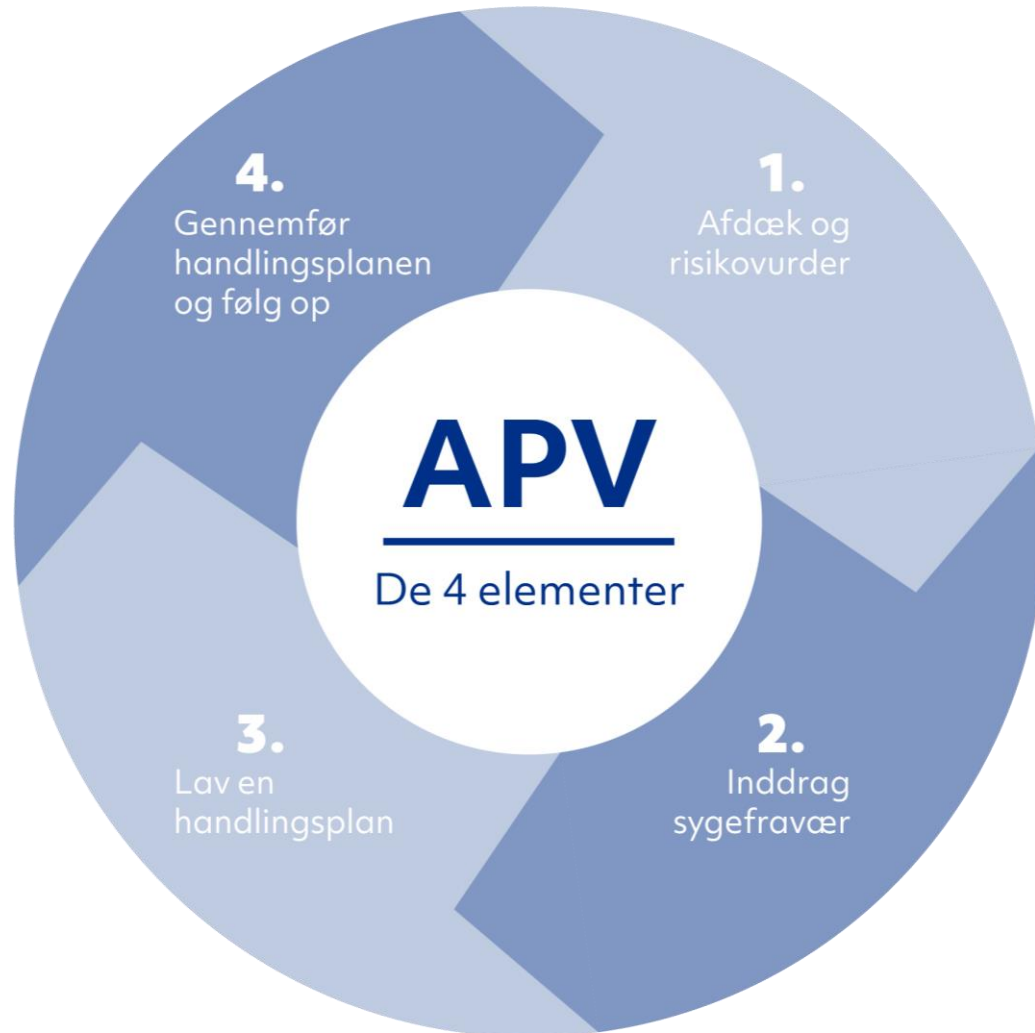 APV
De 4 elementer
1.
Afdæk og
risikovurder
2.
Inddrag
sygefravær
3.
Lav en
handlingsplan
4.
Gennemfør
handlingsplanen
og følg op